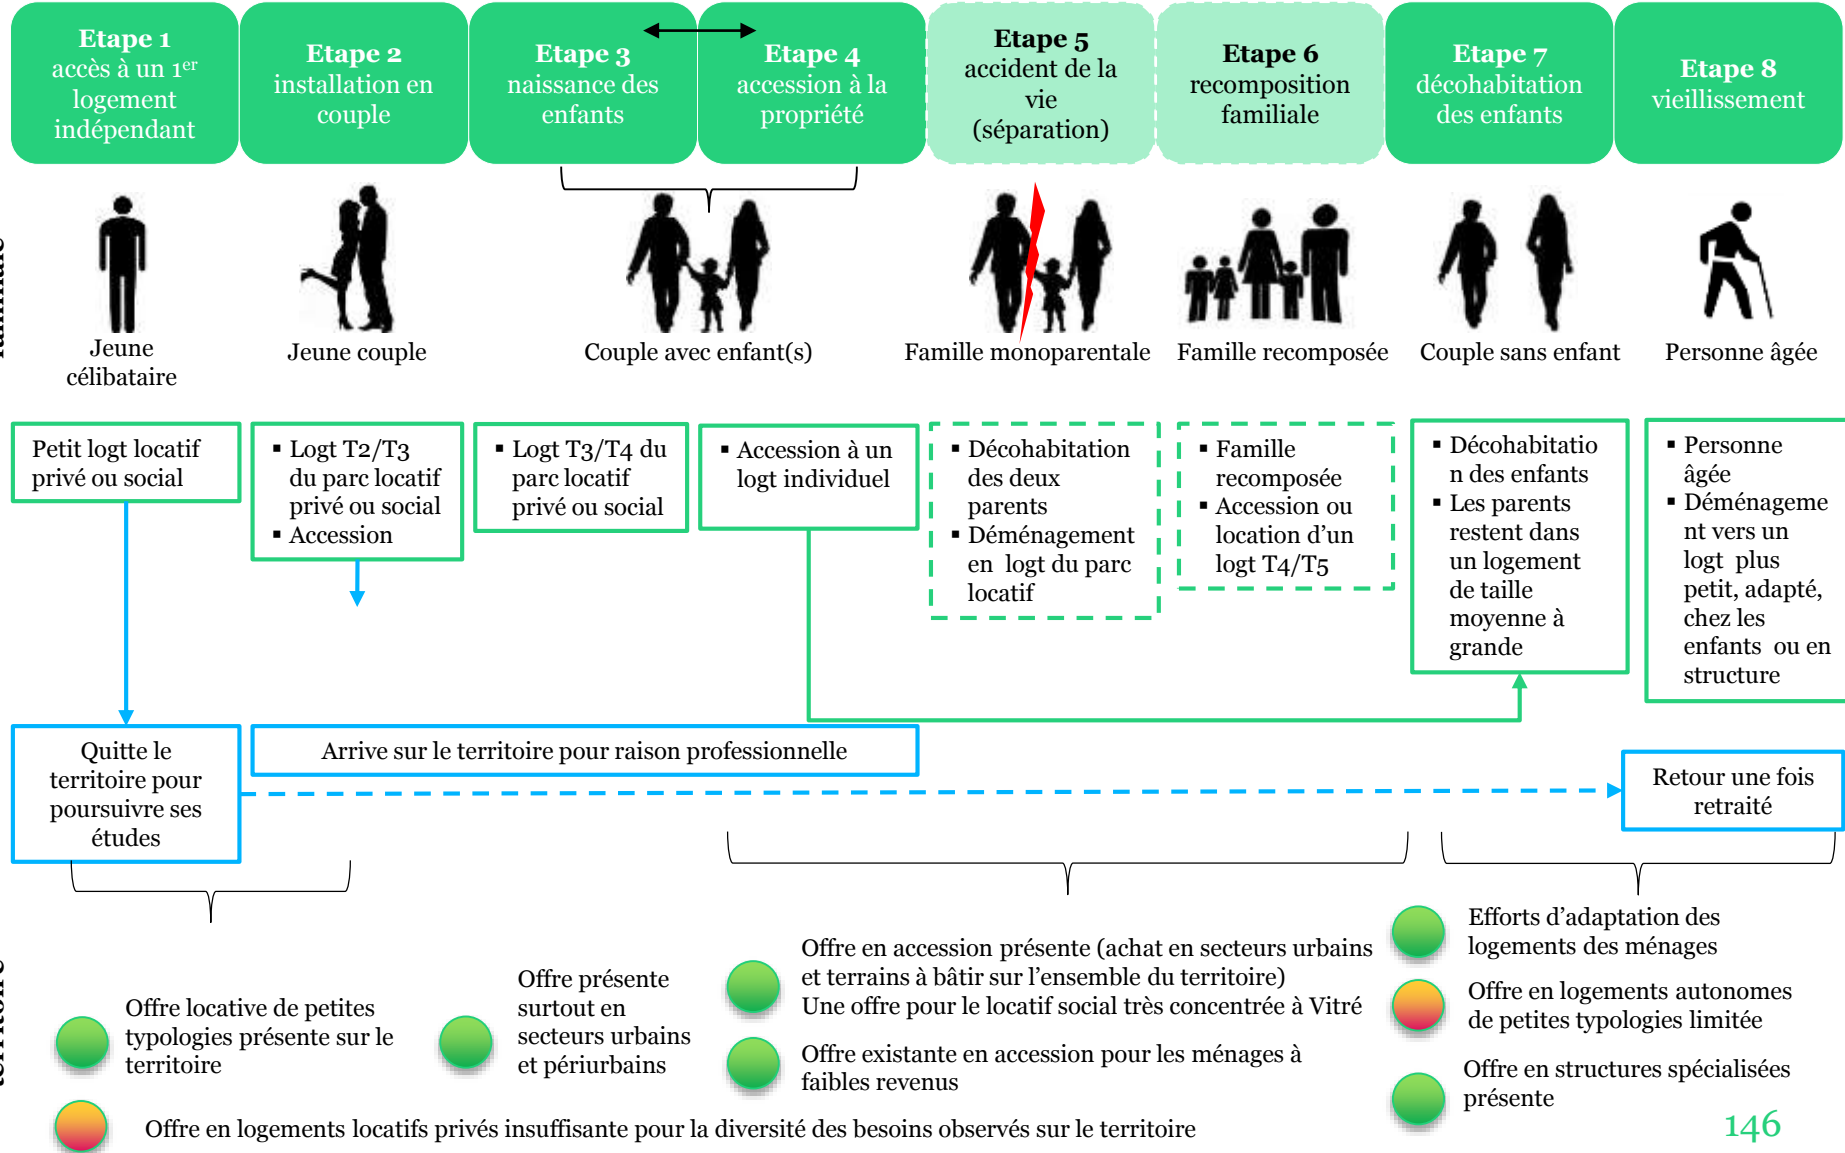 Etape 1
accès à un 1er
logement
indépendant
Etape 2
installation en
couple
Etape 3
naissance des
enfants
Etape 4
accession à la
propriété
Etape 5
accident de la
vie
(séparation)
Etape 6
recomposition
familiale
Etape 7
décohabitation
des enfants
Etape 8
vieillissement
familiale
Jeune
célibataire
Jeune couple
Couple avec enfant(s)
Famille monoparentale
Famille recomposée
Couple sans enfant
Personne âgée
Petit logt locatif
privé ou social
▪ Logt T2/T3
du parc locatif
privé ou social
▪ Accession
▪ Logt T3/T4 du
parc locatif
privé ou social
▪ Accession à un
logt individuel
▪ Décohabitation
des deux
parents
▪ Déménagement
en logt du parc
locatif
▪ Famille
recomposée
▪ Accession ou
location d’un
logt T4/T5
▪ Décohabitatio
n des enfants
▪ Les parents
restent dans
un logement
de taille
moyenne à
grande
▪ Personne
âgée
▪ Déménageme
nt vers un
logt plus
petit, adapté,
chez les
enfants ou en
structure
Quitte le
territoire pour
poursuivre ses
études
Arrive sur le territoire pour raison professionnelle
Retour une fois
retraité
territoire
Offre locative de petites
typologies présente sur le
territoire
Offre présente
surtout en
secteurs urbains
et périurbains
Offre en accession présente (achat en secteurs urbains
et terrains à bâtir sur l’ensemble du territoire)
Une offre pour le locatif social très concentrée à Vitré
Offre existante en accession pour les ménages à
faibles revenus
Efforts d’adaptation des
logements des ménages
Offre en logements autonomes
de petites typologies limitée
Offre en structures spécialisées
présente
Offre en logements locatifs privés insuffisante pour la diversité des besoins observés sur le territoire
146